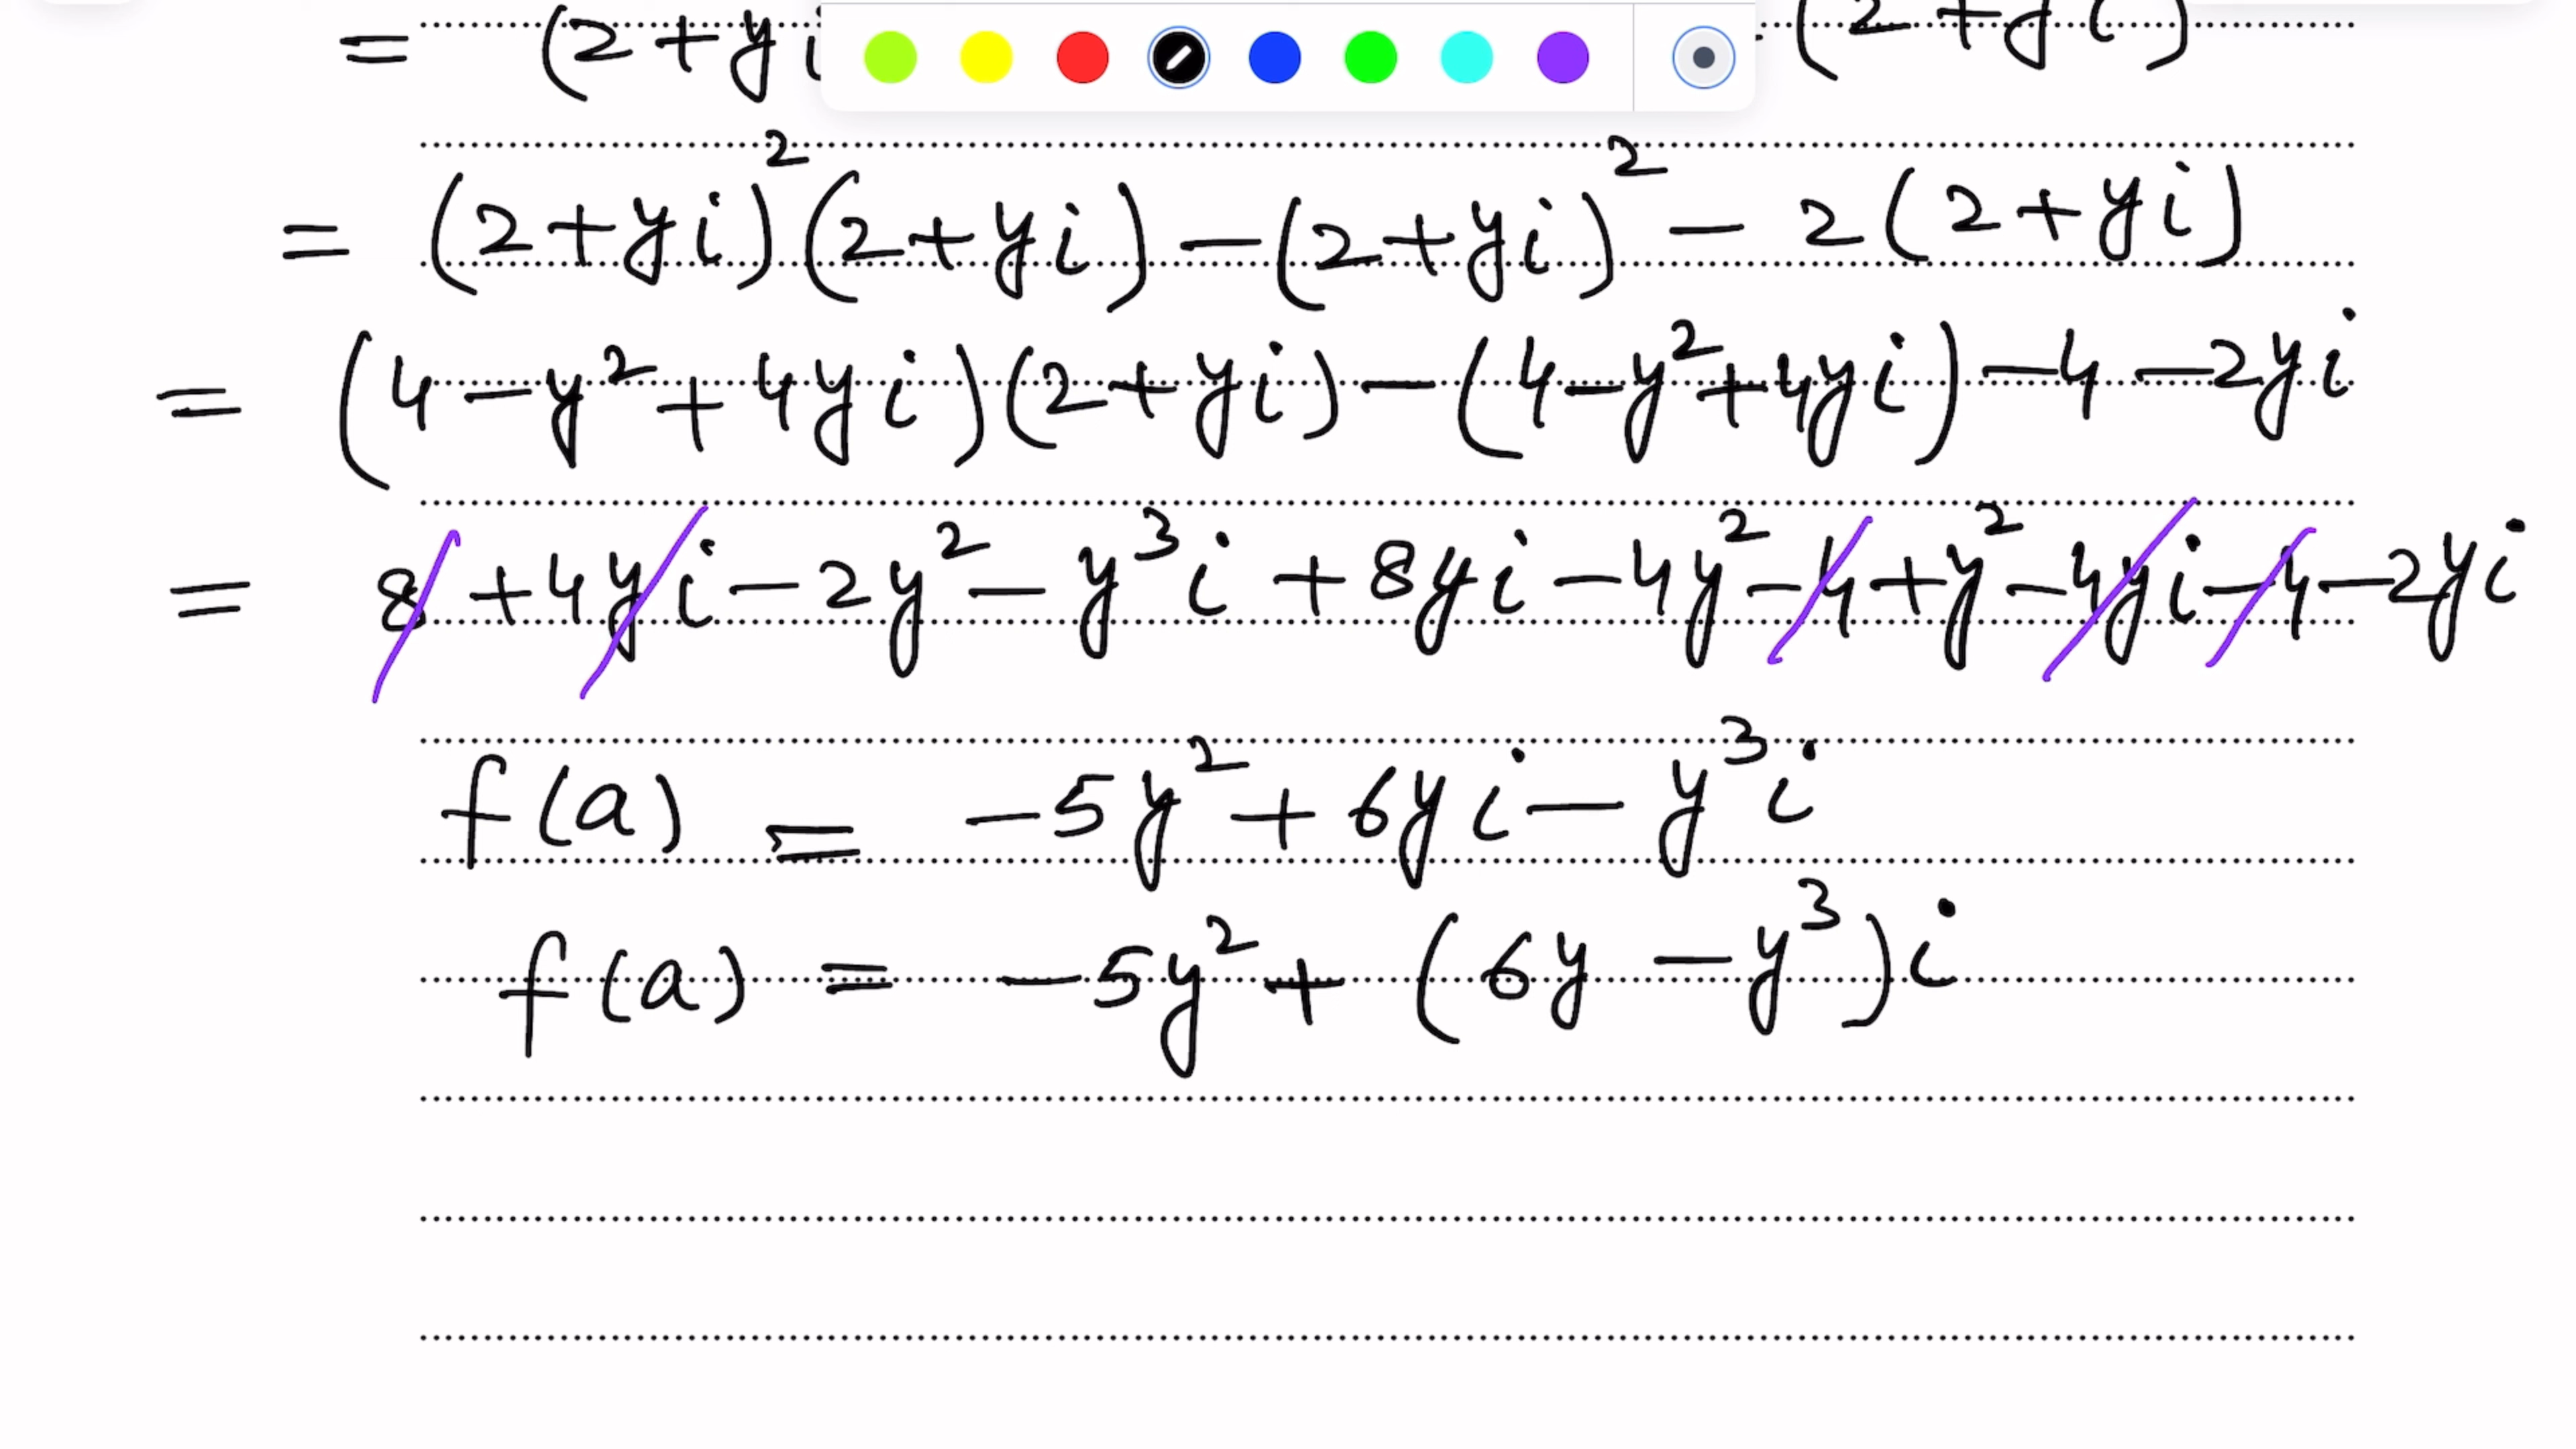 = (2+yi -(2+yi)
= (2+yi)²(2+yi)-(2+yi)²- 2(2+yi)
= (4-y²+4yi)(2+yi)-(4-y²+4yi)-4-2yi
= 8+4yi-2y²-y³i+8yi-4y²-4+y²-4yi-4-2yi
f(a) = -5y²+6yi-y³i
f(a) = -5y²+(6y-y³)i